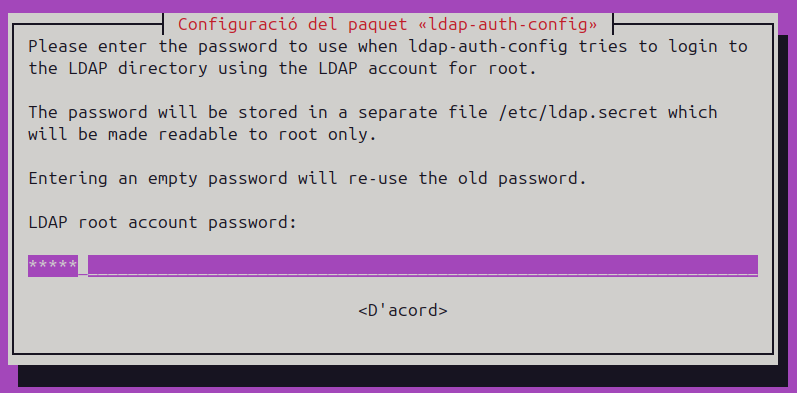 Configuració del paquet «ldap-auth-config»
Please enter the password to use when ldap-auth-config tries to login to
the LDAP directory using the LDAP account for root.
The password will be stored in a separate file /etc/ldap.secret which
will be made readable to root only.
Entering an empty password will re-use the old password.
LDAP root account password:
*****
<D'acord>